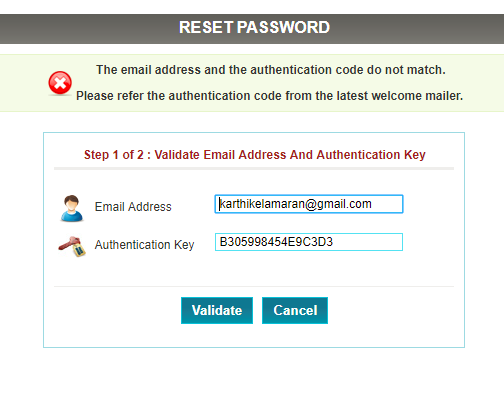 RESET PASSWORD
The email address and the authentication code do not match.
Please refer the authentication code from the latest welcome mailer.
Step 1 of 2 : Validate Email Address And Authentication Key
Email Address karthikelamaran@gmail.com
Authentication Key B305998454E9C3D3
Validate Cancel